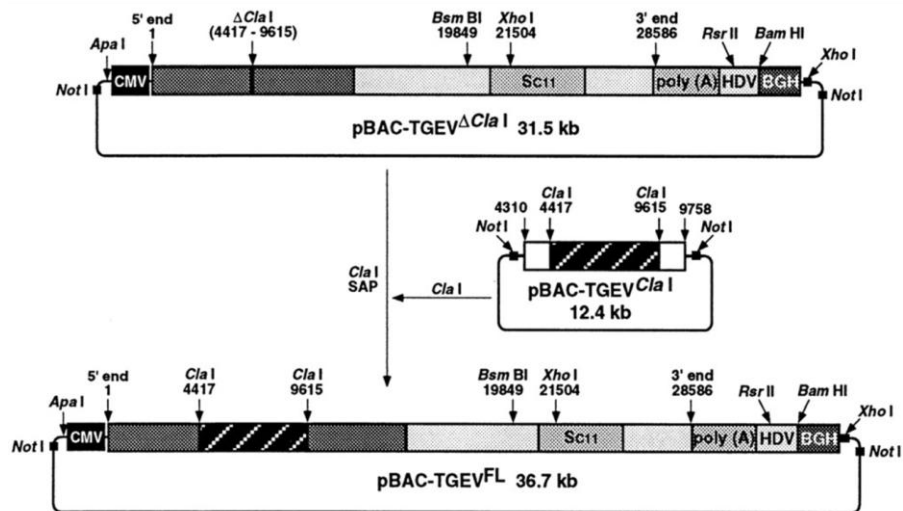 5' end
1
ΔCla I
(4417 - 9615)
Bsm BI
19849
Xho I
21504
3' end
28586
Rsr II
Bam HI
Apa I
Xho I
Not I
CMV
Sc11
poly (A)
HDV
BGH
Not I
pBAC-TGEVΔCla I 31.5 kb
Cla I
4417
Cla I
9615
4310
9758
Not I
Not I
Cla I
SAP
Cla I
pBAC-TGEVCla I
12.4 kb
5' end
1
Cla I
4417
Cla I
9615
Bsm BI
19849
Xho I
21504
3' end
28586
Rsr II
Bam HI
Apa I
Xho I
Not I
CMV
Sc11
poly (A)
HDV
BGH
Not I
pBAC-TGEVFL 36.7 kb